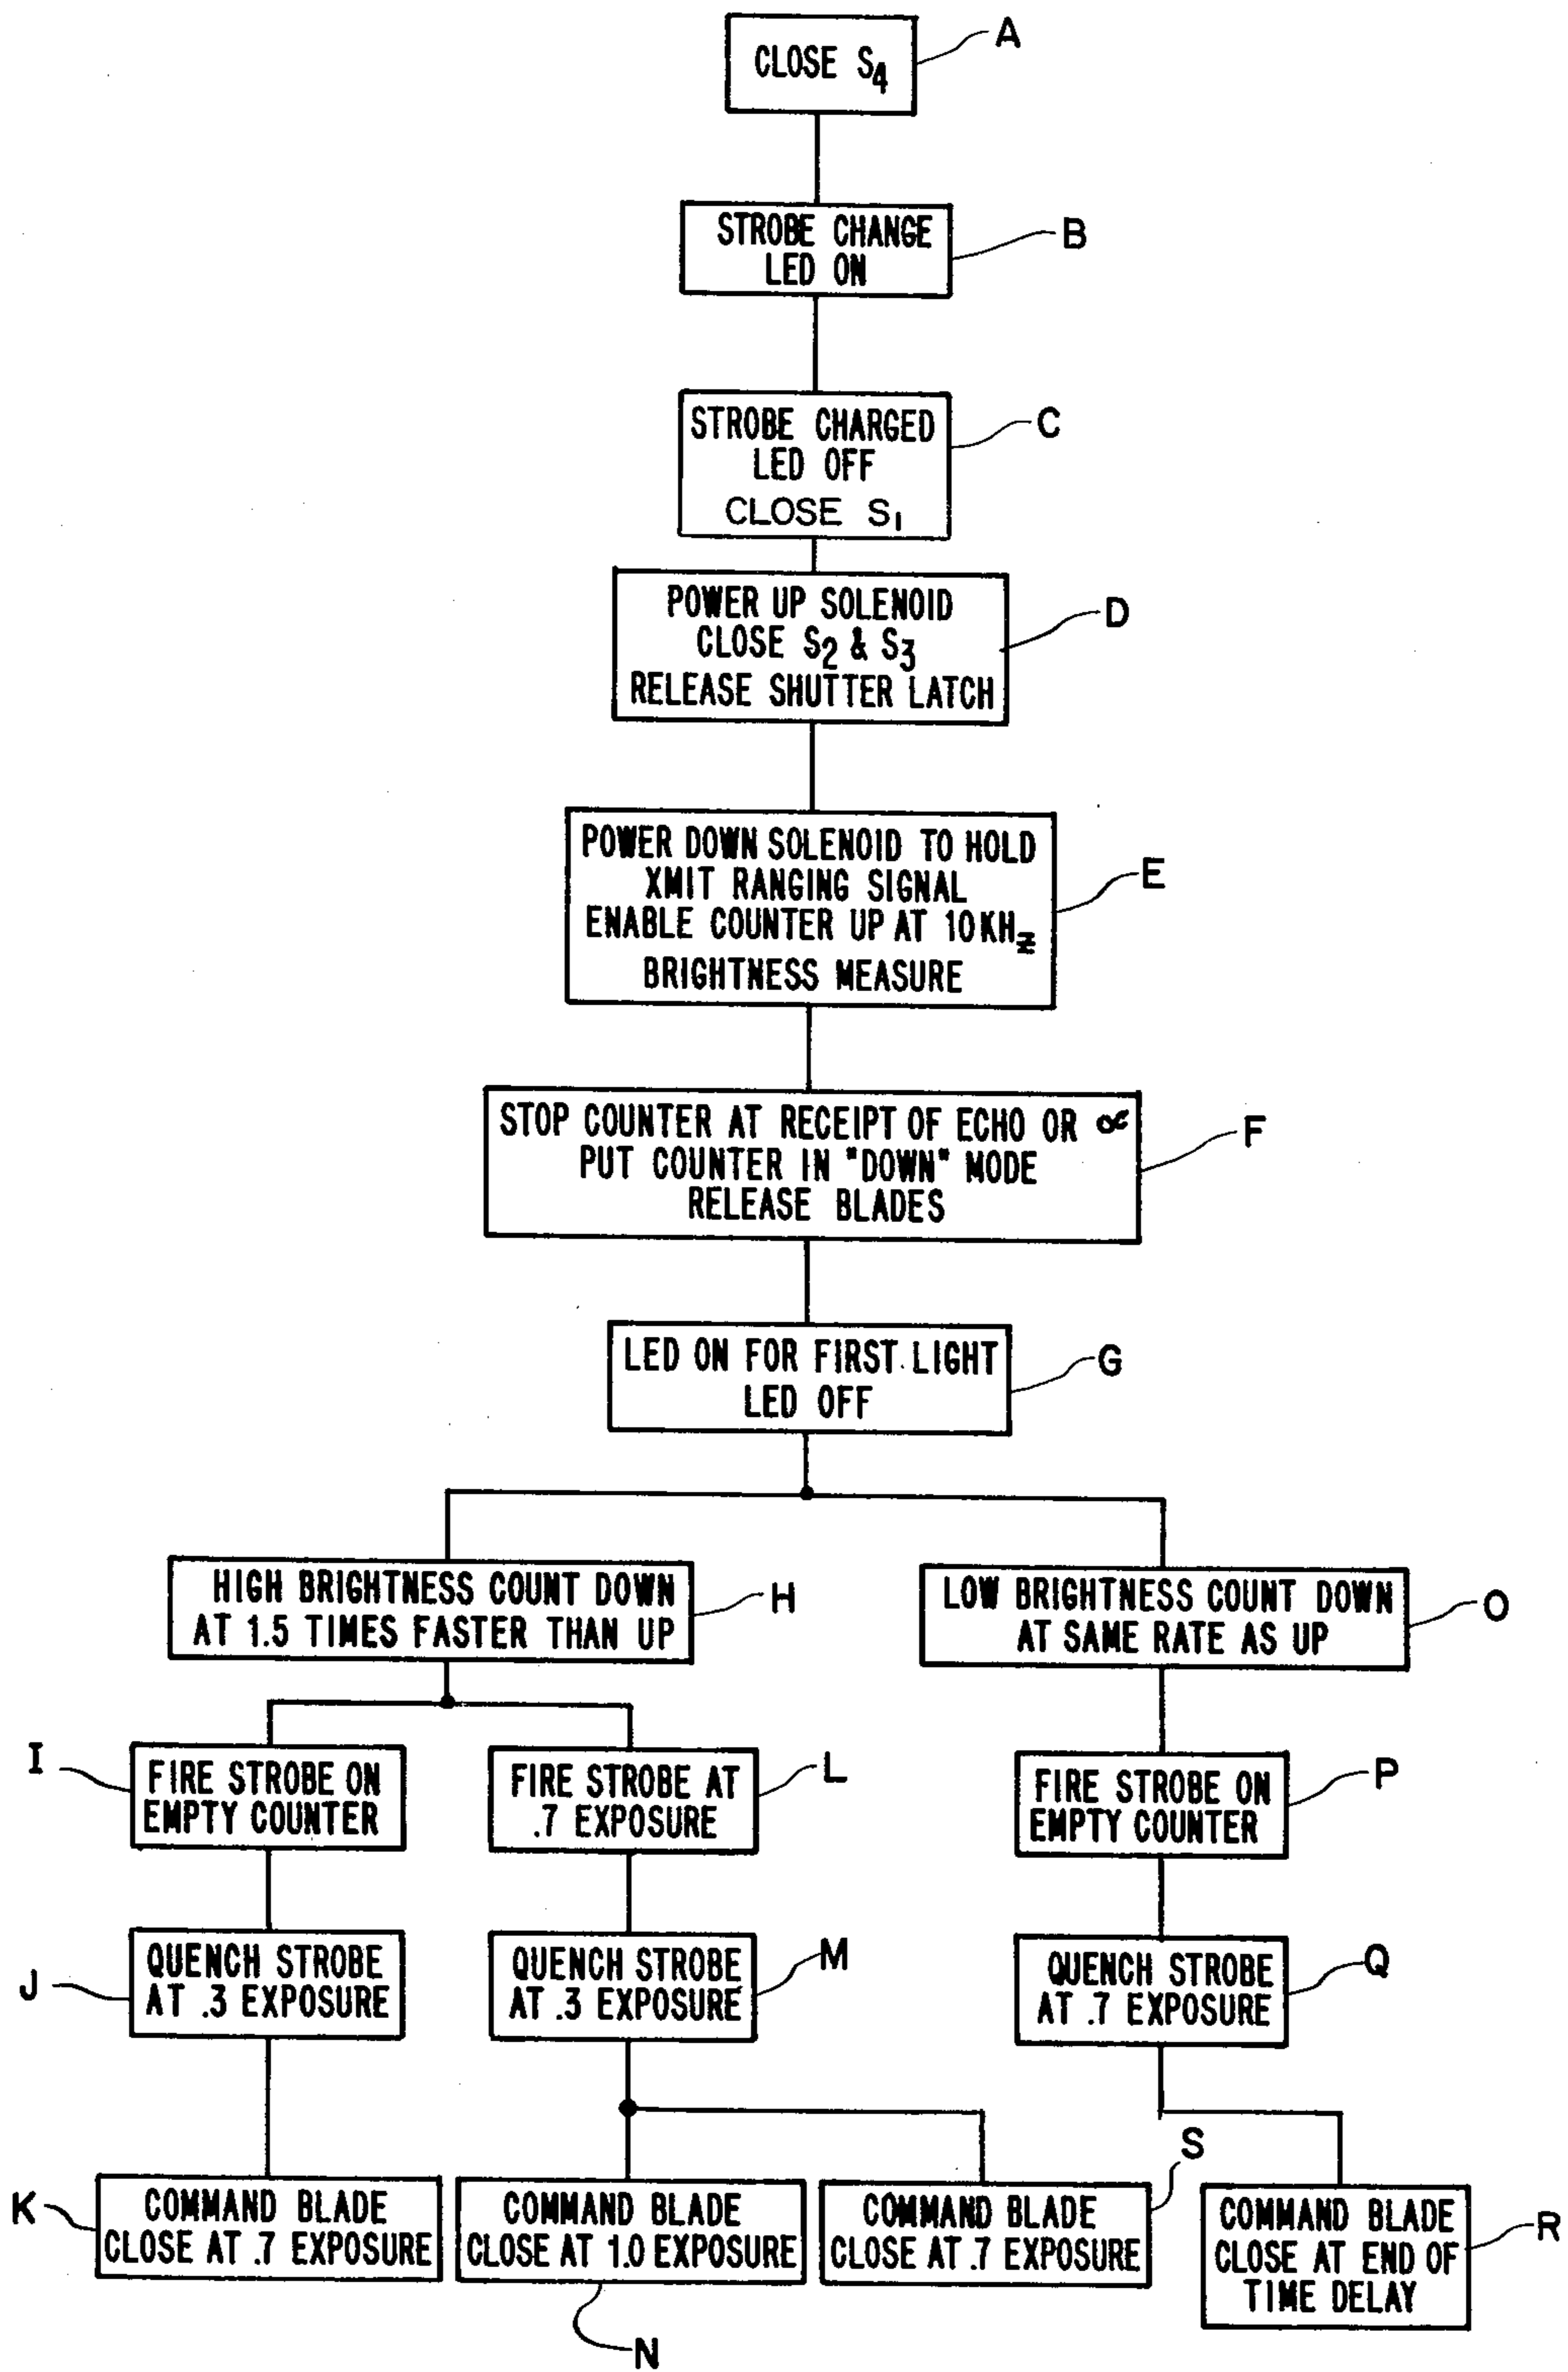 CLOSE S4
A
STROBE CHANGE
LED ON
B
STROBE CHARGED
LED OFF
CLOSE S1
C
POWER UP SOLENOID
CLOSE S2 & S3
RELEASE SHUTTER LATCH
D
POWER DOWN SOLENOID TO HOLD
XMIT RANGING SIGNAL
ENABLE COUNTER UP AT 10 KHz
BRIGHTNESS MEASURE
E
STOP COUNTER AT RECEIPT OF ECHO OR ∝
PUT COUNTER IN "DOWN" MODE
RELEASE BLADES
F
LED ON FOR FIRST LIGHT
LED OFF
G
HIGH BRIGHTNESS COUNT DOWN
AT 1.5 TIMES FASTER THAN UP
H
LOW BRIGHTNESS COUNT DOWN
AT SAME RATE AS UP
O
I
FIRE STROBE ON
EMPTY COUNTER
FIRE STROBE AT
.7 EXPOSURE
L
FIRE STROBE ON
EMPTY COUNTER
P
J
QUENCH STROBE
AT .3 EXPOSURE
QUENCH STROBE
AT .3 EXPOSURE
M
QUENCH STROBE
AT .7 EXPOSURE
Q
K
COMMAND BLADE
CLOSE AT .7 EXPOSURE
COMMAND BLADE
CLOSE AT 1.0 EXPOSURE
N
COMMAND BLADE
CLOSE AT .7 EXPOSURE
S
COMMAND BLADE
CLOSE AT END OF
TIME DELAY
R